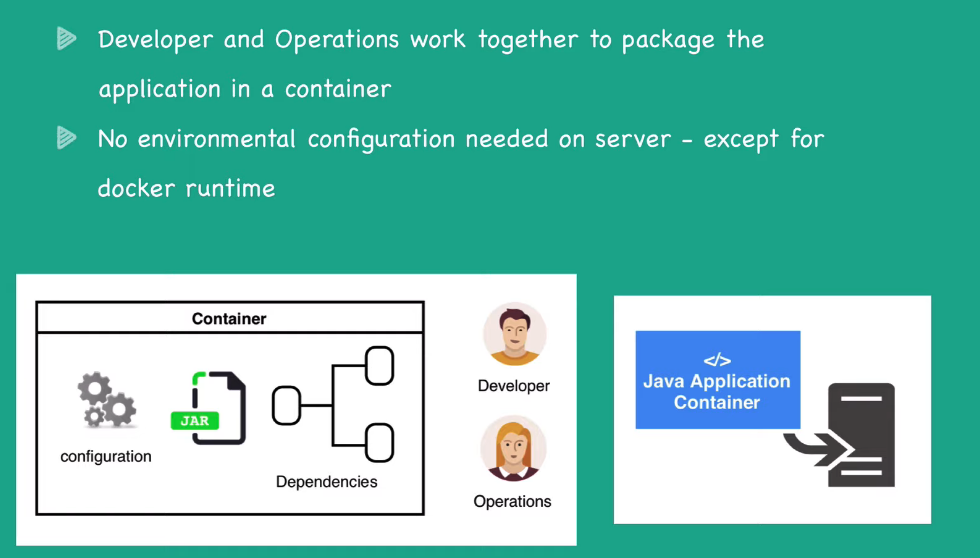 Developer and Operations work together to package the
application in a container
No environmental configuration needed on server - except for
docker runtime
Container
configuration
JAR
Dependencies
Developer
Operations
</>
Java Application
Container